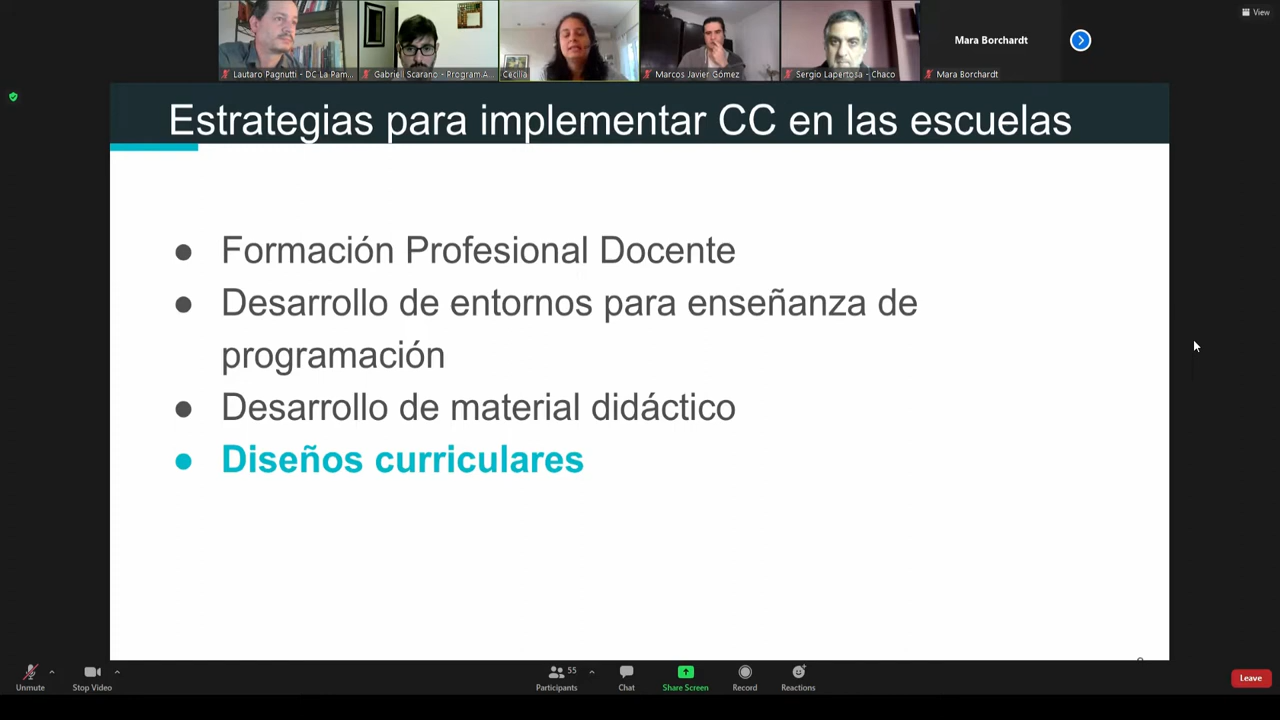 View
Mara Borchardt
Lautaro Pagnutti - DC La Pam...
Gabriell Scarano - Program.A...
Cecilia
Marcos Javier Gómez
Sergio Lapertosa - Chaco
Mara Borchardt
Estrategias para implementar CC en las escuelas
● Formación Profesional Docente
● Desarrollo de entornos para enseñanza de
programación
● Desarrollo de material didáctico
● Diseños curriculares
Unmute
Stop Video
55
Participants
Chat
Share Screen
Record
Reactions
Leave